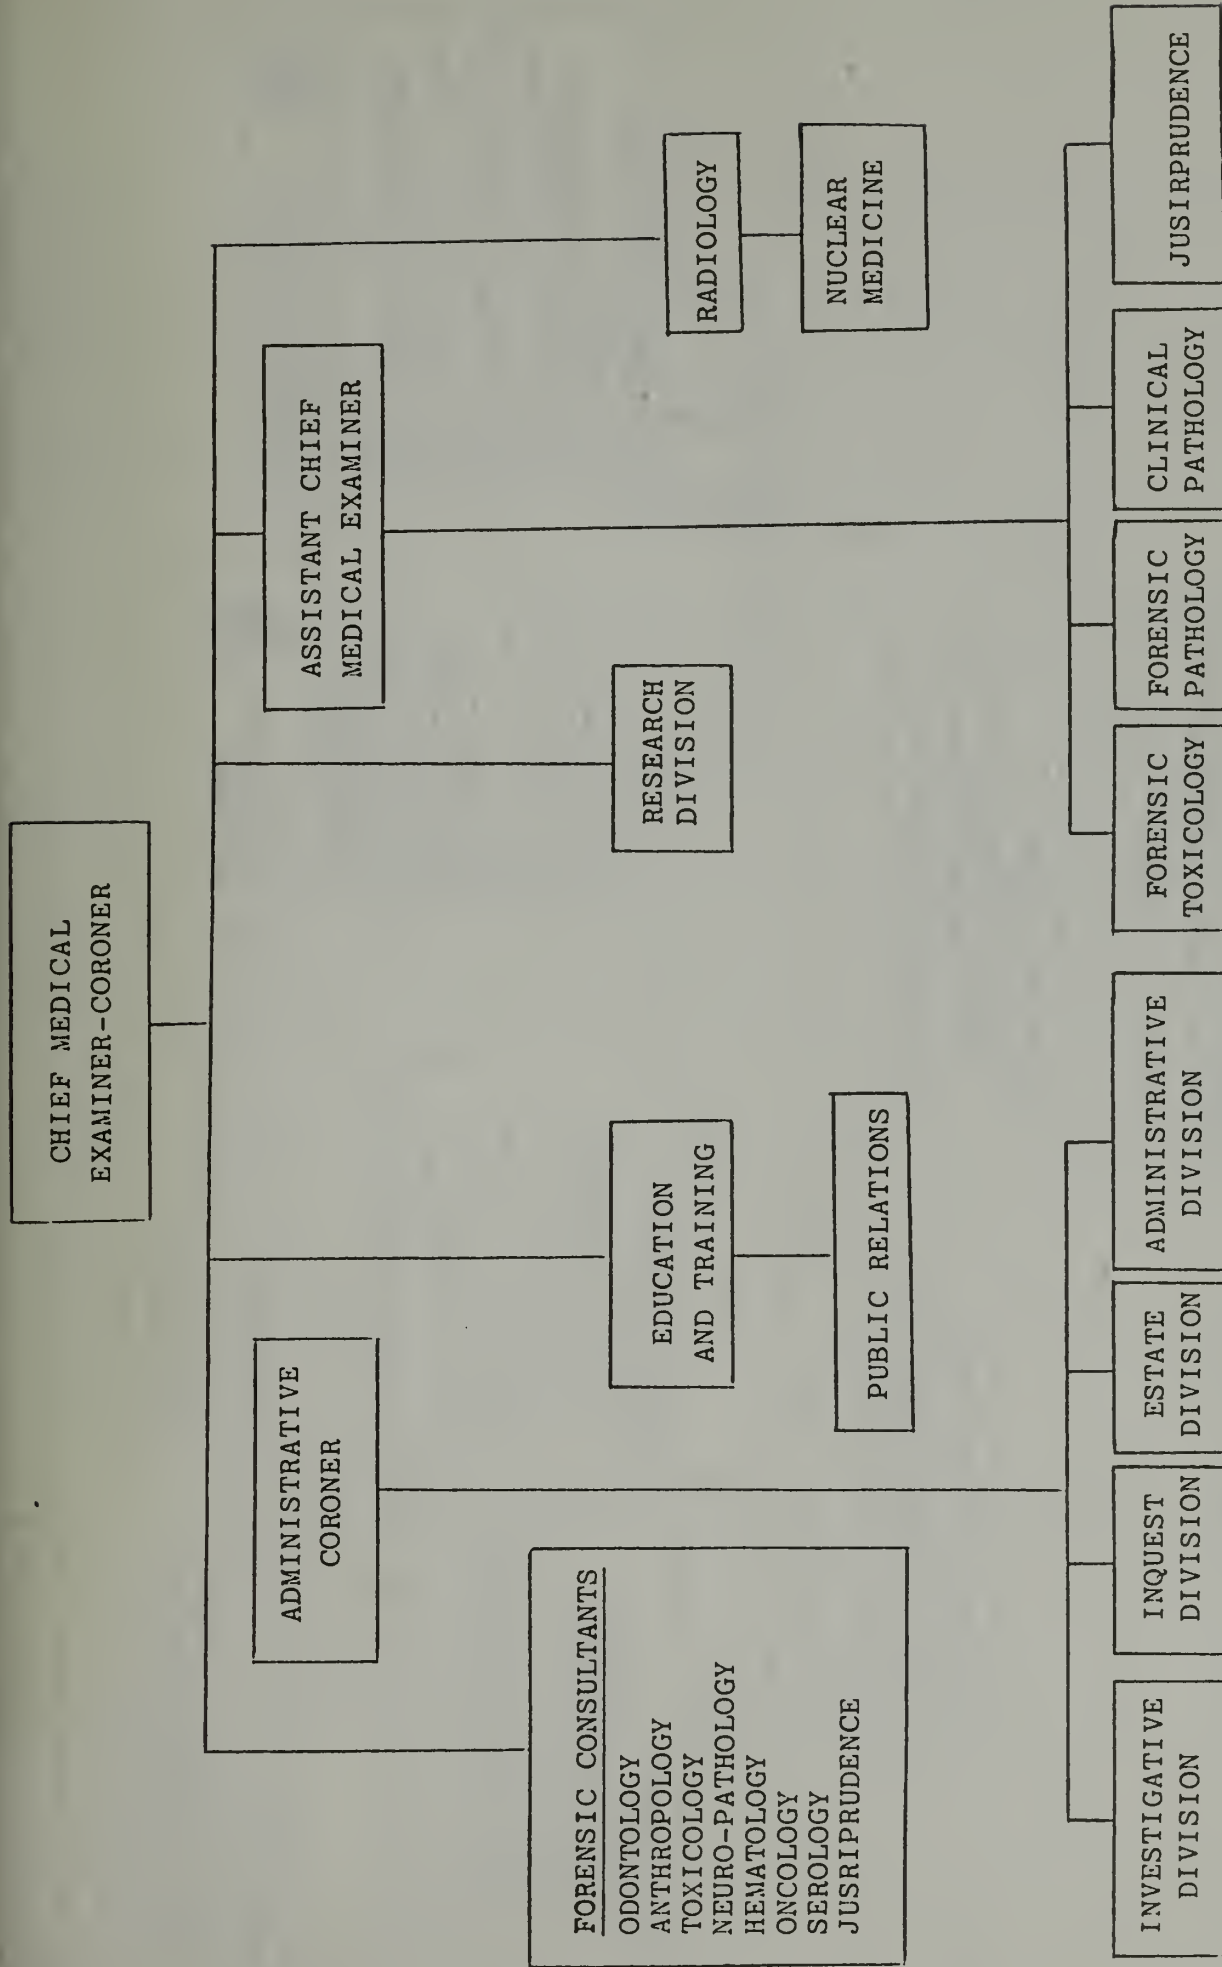 CHIEF MEDICAL
EXAMINER-CORONER
ADMINISTRATIVE
CORONER
ASSISTANT CHIEF
MEDICAL EXAMINER
FORENSIC CONSULTANTS
ODONTOLOGY
ANTHROPOLOGY
TOXICOLOGY
NEURO-PATHOLOGY
HEMATOLOGY
ONCOLOGY
SEROLOGY
JUSRIPRUDENCE
EDUCATION
AND TRAINING
PUBLIC RELATIONS
RESEARCH
DIVISION
RADIOLOGY
NUCLEAR
MEDICINE
INVESTIGATIVE
DIVISION
INQUEST
DIVISION
ESTATE
DIVISION
ADMINISTRATIVE
DIVISION
FORENSIC
TOXICOLOGY
FORENSIC
PATHOLOGY
CLINICAL
PATHOLOGY
JUSIRPRUDENCE